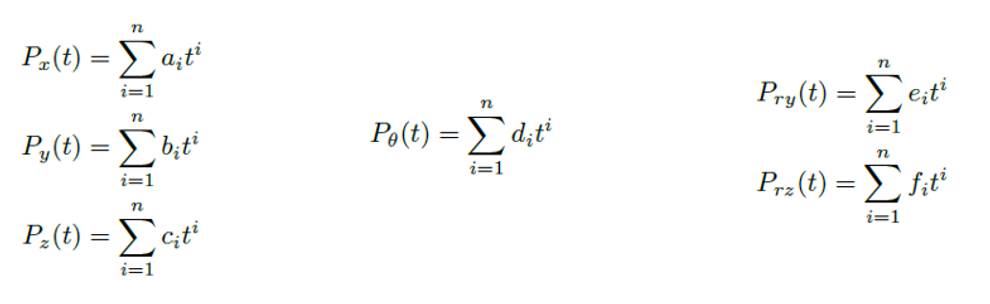 $P_x(t) = \sum_{i=1}^{n} a_i t^i$
$P_y(t) = \sum_{i=1}^{n} b_i t^i$
$P_z(t) = \sum_{i=1}^{n} c_i t^i$
$P_\theta(t) = \sum_{i=1}^{n} d_i t^i$
$P_{ry}(t) = \sum_{i=1}^{n} e_i t^i$
$P_{rz}(t) = \sum_{i=1}^{n} f_i t^i$